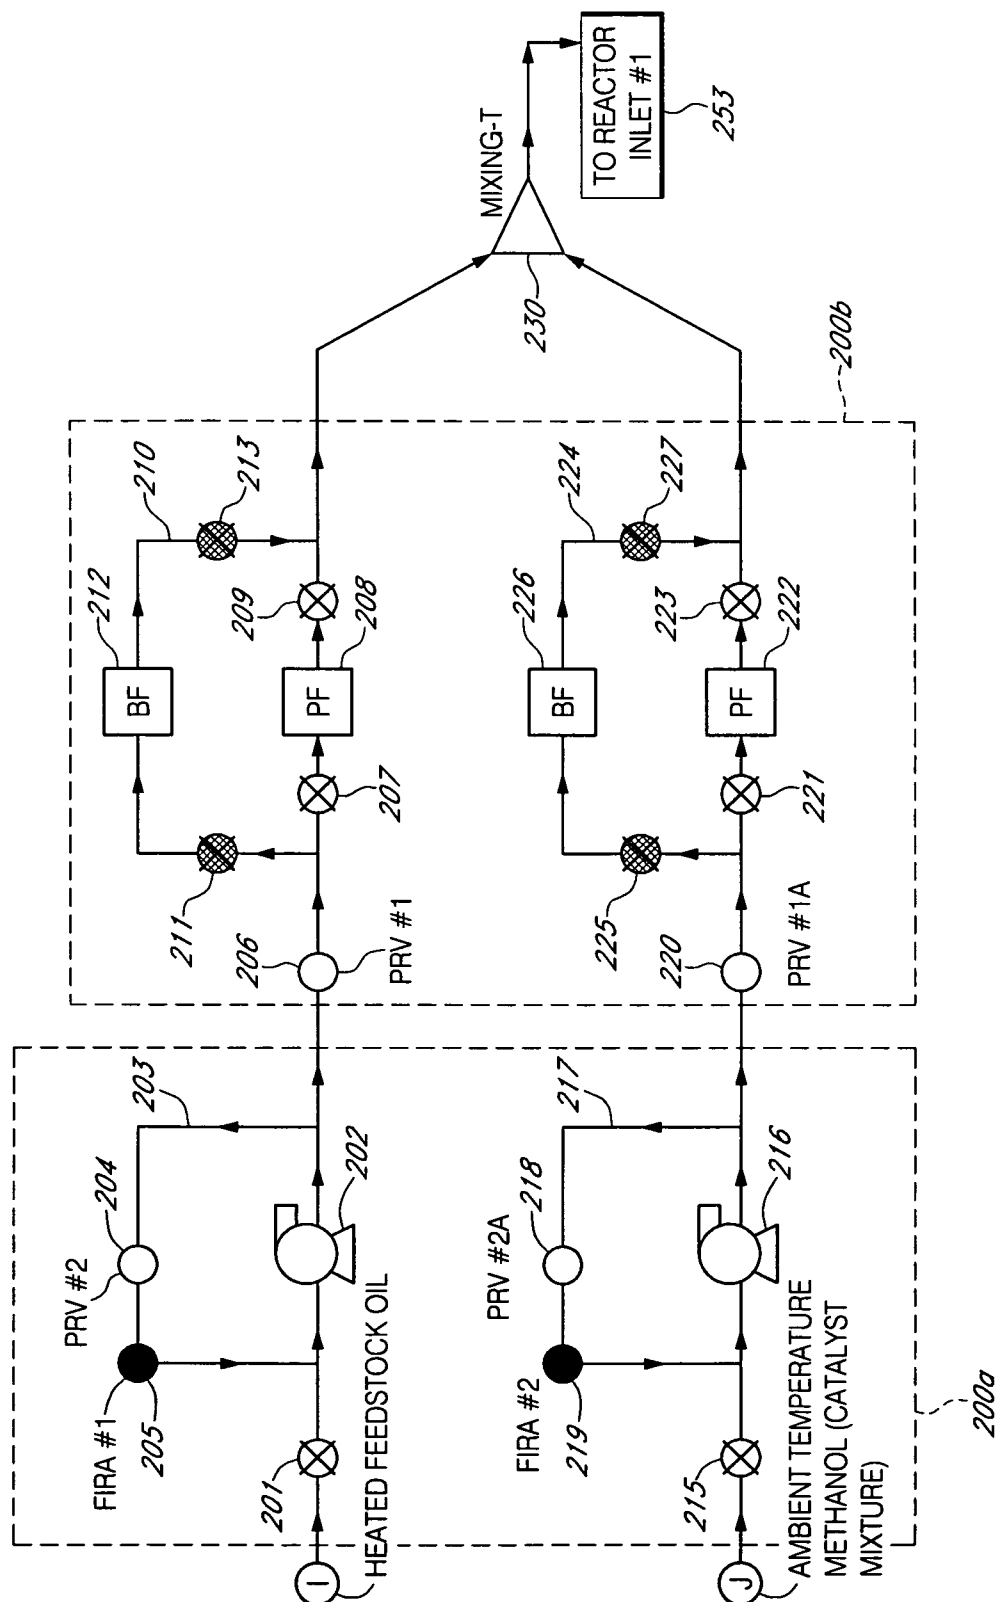 I
HEATED FEEDSTOCK OIL
201
FIRA #1
205
PRV #2
204
203
202
206
PRV #1
211
207
BF
212
PF
208
209
210
213
J
AMBIENT TEMPERATURE
METHANOL (CATALYST
MIXTURE)
215
FIRA #2
219
PRV #2A
218
217
216
200a
220
PRV #1A
225
221
BF
226
PF
222
223
224
227
200b
MIXING-T
230
TO REACTOR
INLET #1
253